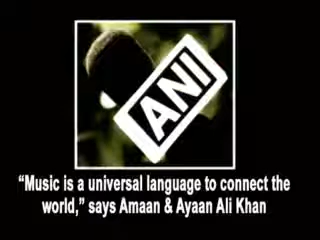 ANI
“Music is a universal language to connect the
world,” says Amaan & Ayaan Ali Khan